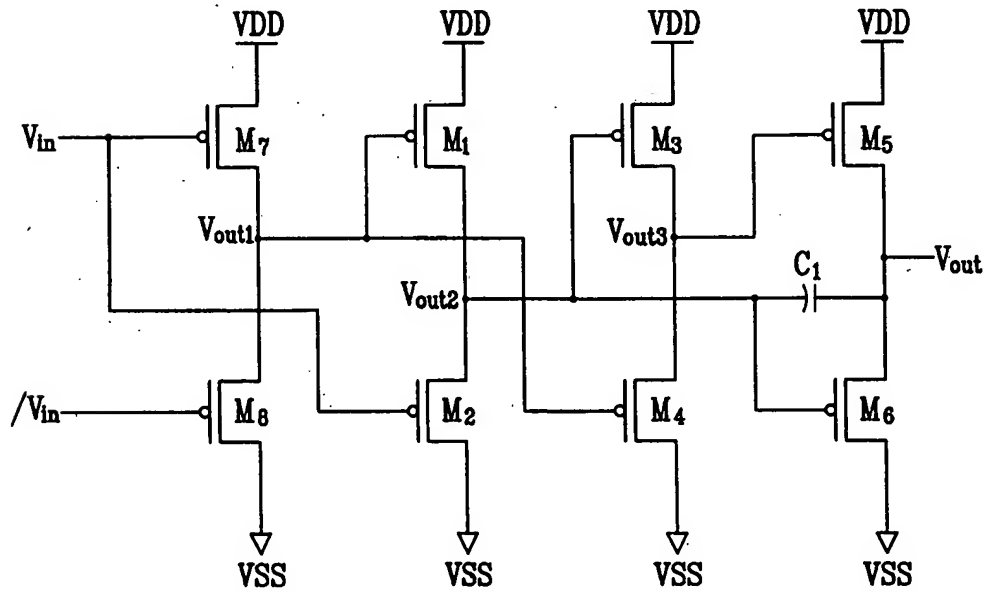 VDD VDD VDD VDD
Vin M7 M1 M3 M5
Vout1 Vout3 C1 Vout
Vout2
/Vin M8 M2 M4 M6
VSS VSS VSS VSS